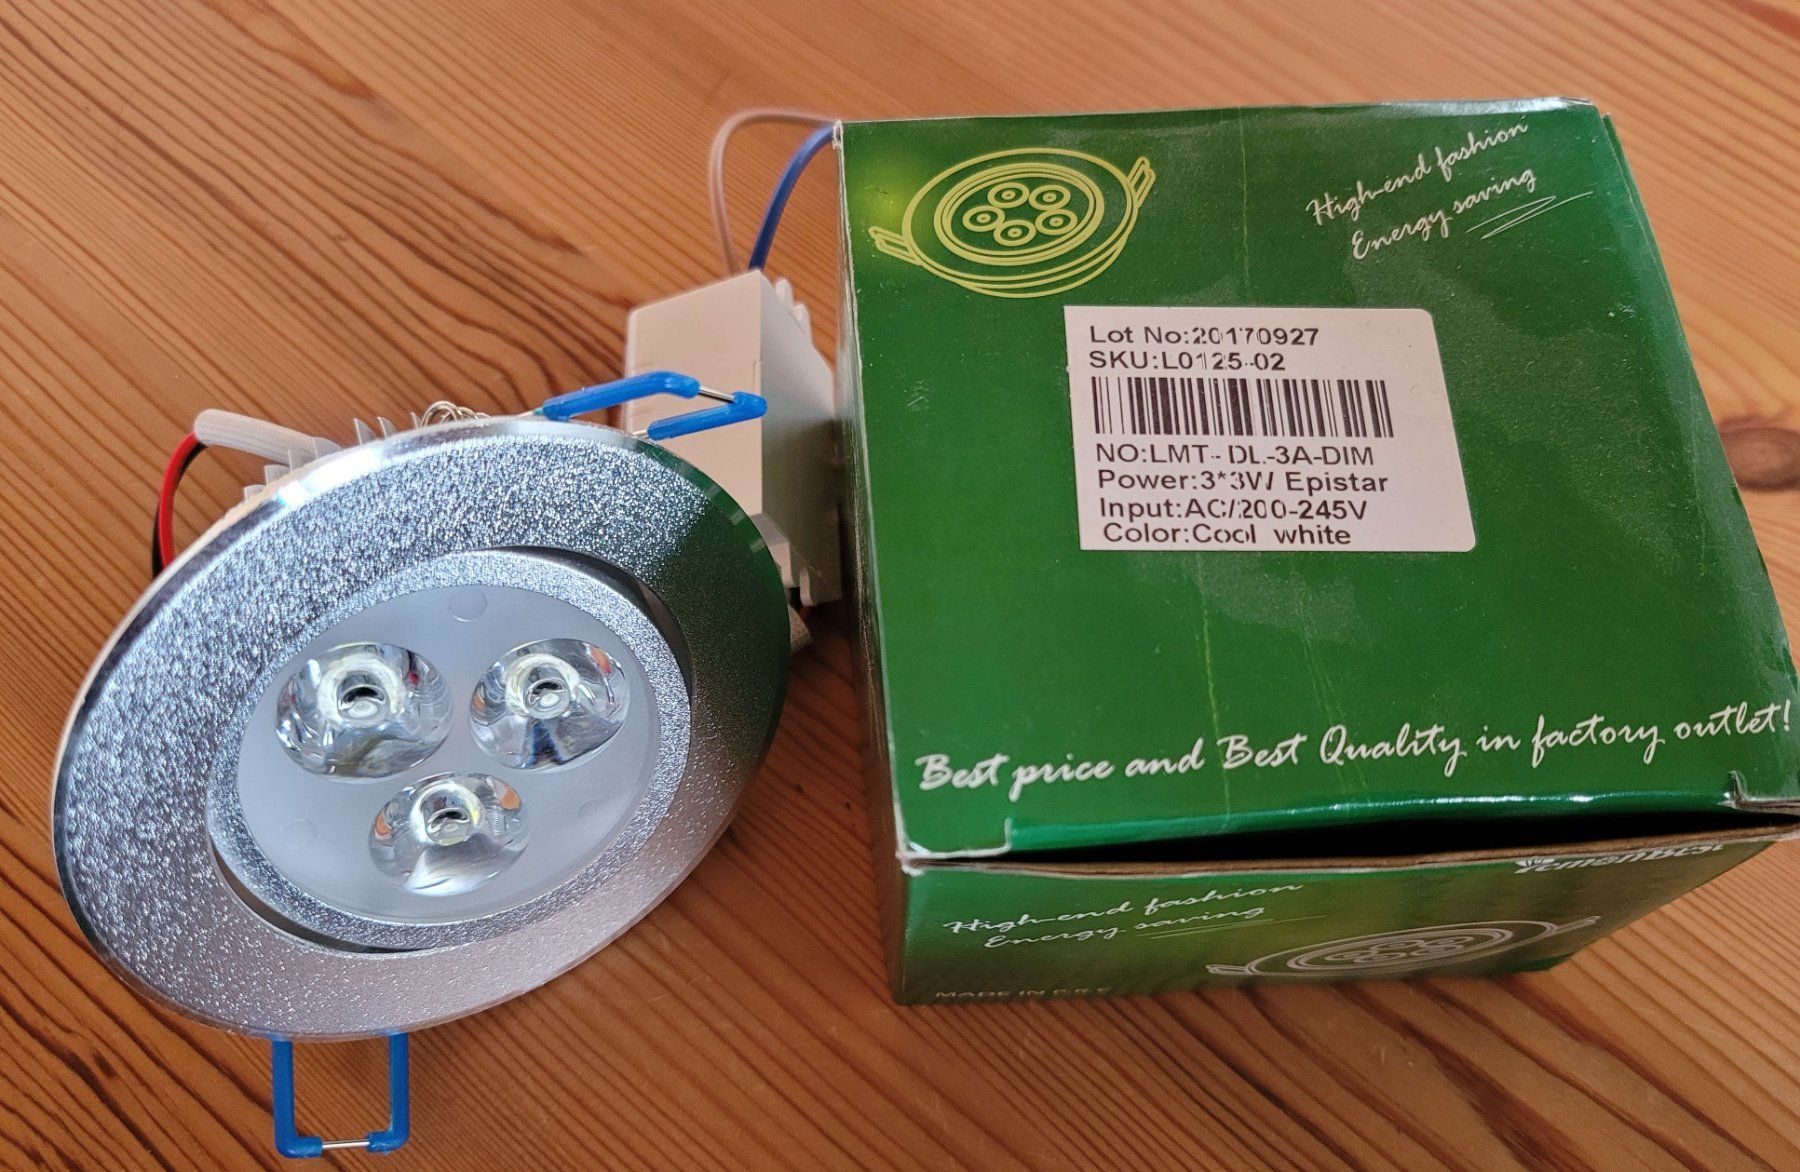 High-end fashion
Energy saving
Lot No:20170927
SKU:L0125-02
NO:LMT-DL-3A-DIM
Power:3*3W Epistar
Input:AC/200-245V
Color:Cool white
Best price and Best Quality in factory outlet!
High-end fashion
Energy saving
MADE IN